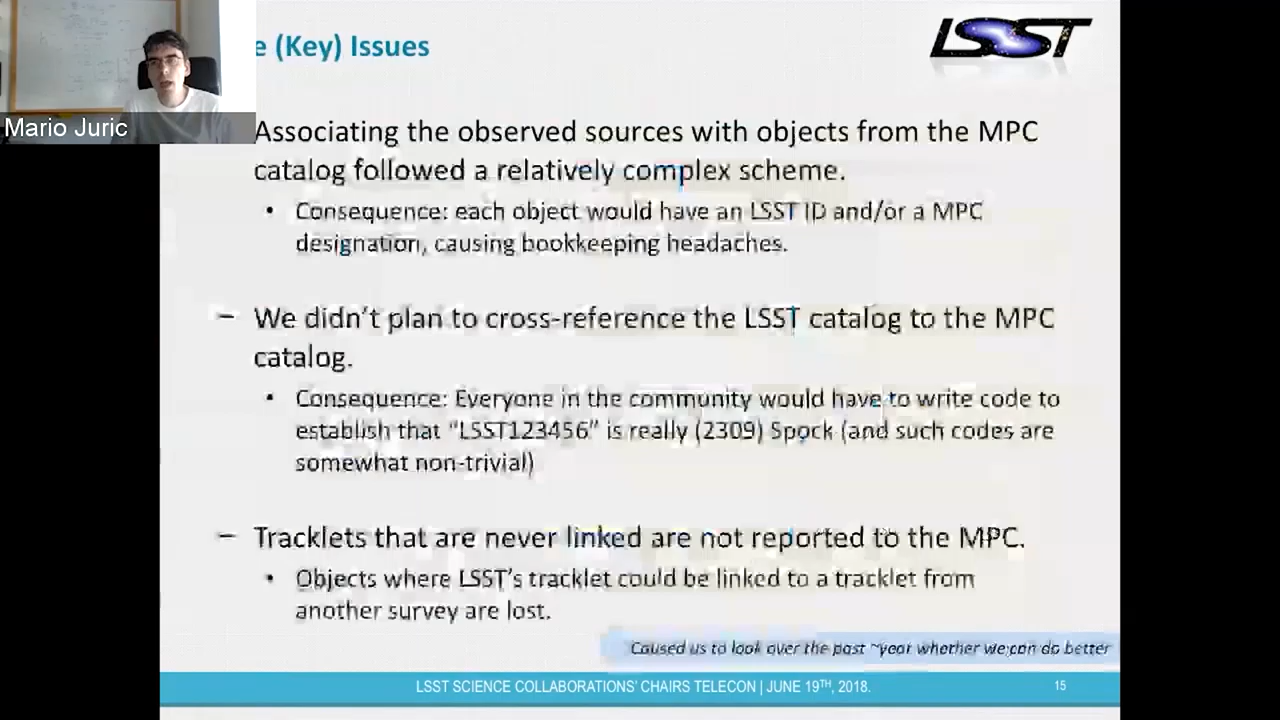 e (Key) Issues
LSST
Mario Juric
Associating the observed sources with objects from the MPC
catalog followed a relatively complex scheme.
• Consequence: each object would have an LSST ID and/or a MPC
designation, causing bookkeeping headaches.
– We didn't plan to cross-reference the LSST catalog to the MPC
catalog.
• Consequence: Everyone in the community would have to write code to
establish that "LSST123456" is really (2309) Spock (and such codes are
somewhat non-trivial)
– Tracklets that are never linked are not reported to the MPC.
• Objects where LSST's tracklet could be linked to a tracklet from
another survey are lost.
Caused us to look over the past ~year whether we can do better
LSST SCIENCE COLLABORATIONS' CHAIRS TELECON | JUNE 19TH, 2018.
15